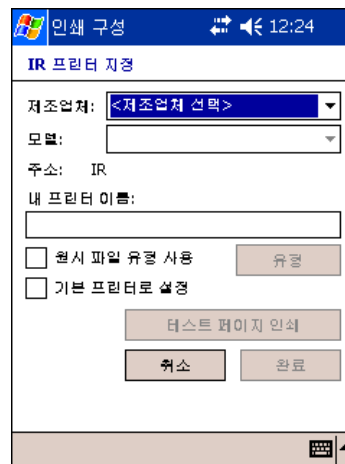 인쇄 구성 12:24
IR 프린터 지정
제조업체: <제조업체 선택>
모델:
주소: IR
내 프린터 이름:
원시 파일 유형 사용 유형
기본 프린터로 설정
테스트 페이지 인쇄
취소 완료